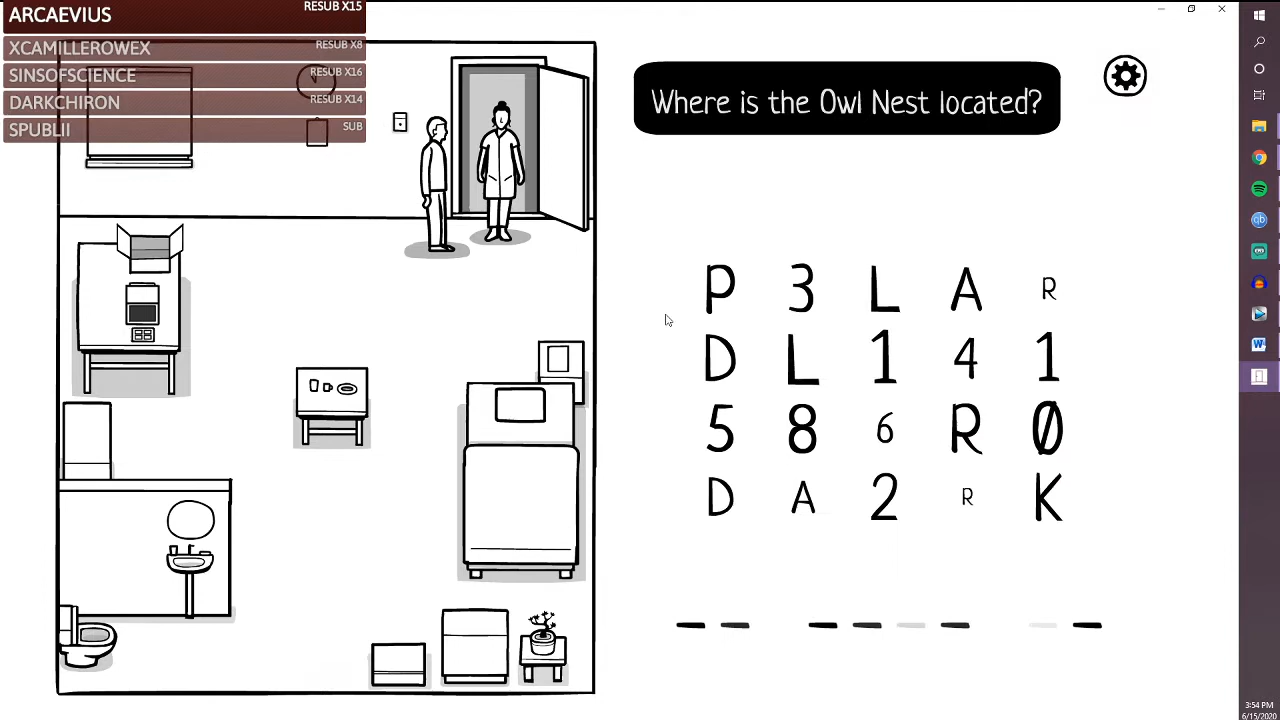 ARCAEVIUS RESUB X15
XCAMILLEROWEX RESUB X8
SINSOFSCIENCE RESUB X16
DARKCHIRON RESUB X14
SPUBLII SUB
Where is the Owl Nest located?
P 3 L A R
D L 1 4 1
5 8 6 R 0
D A 2 R K
3:54 PM
6/15/2020